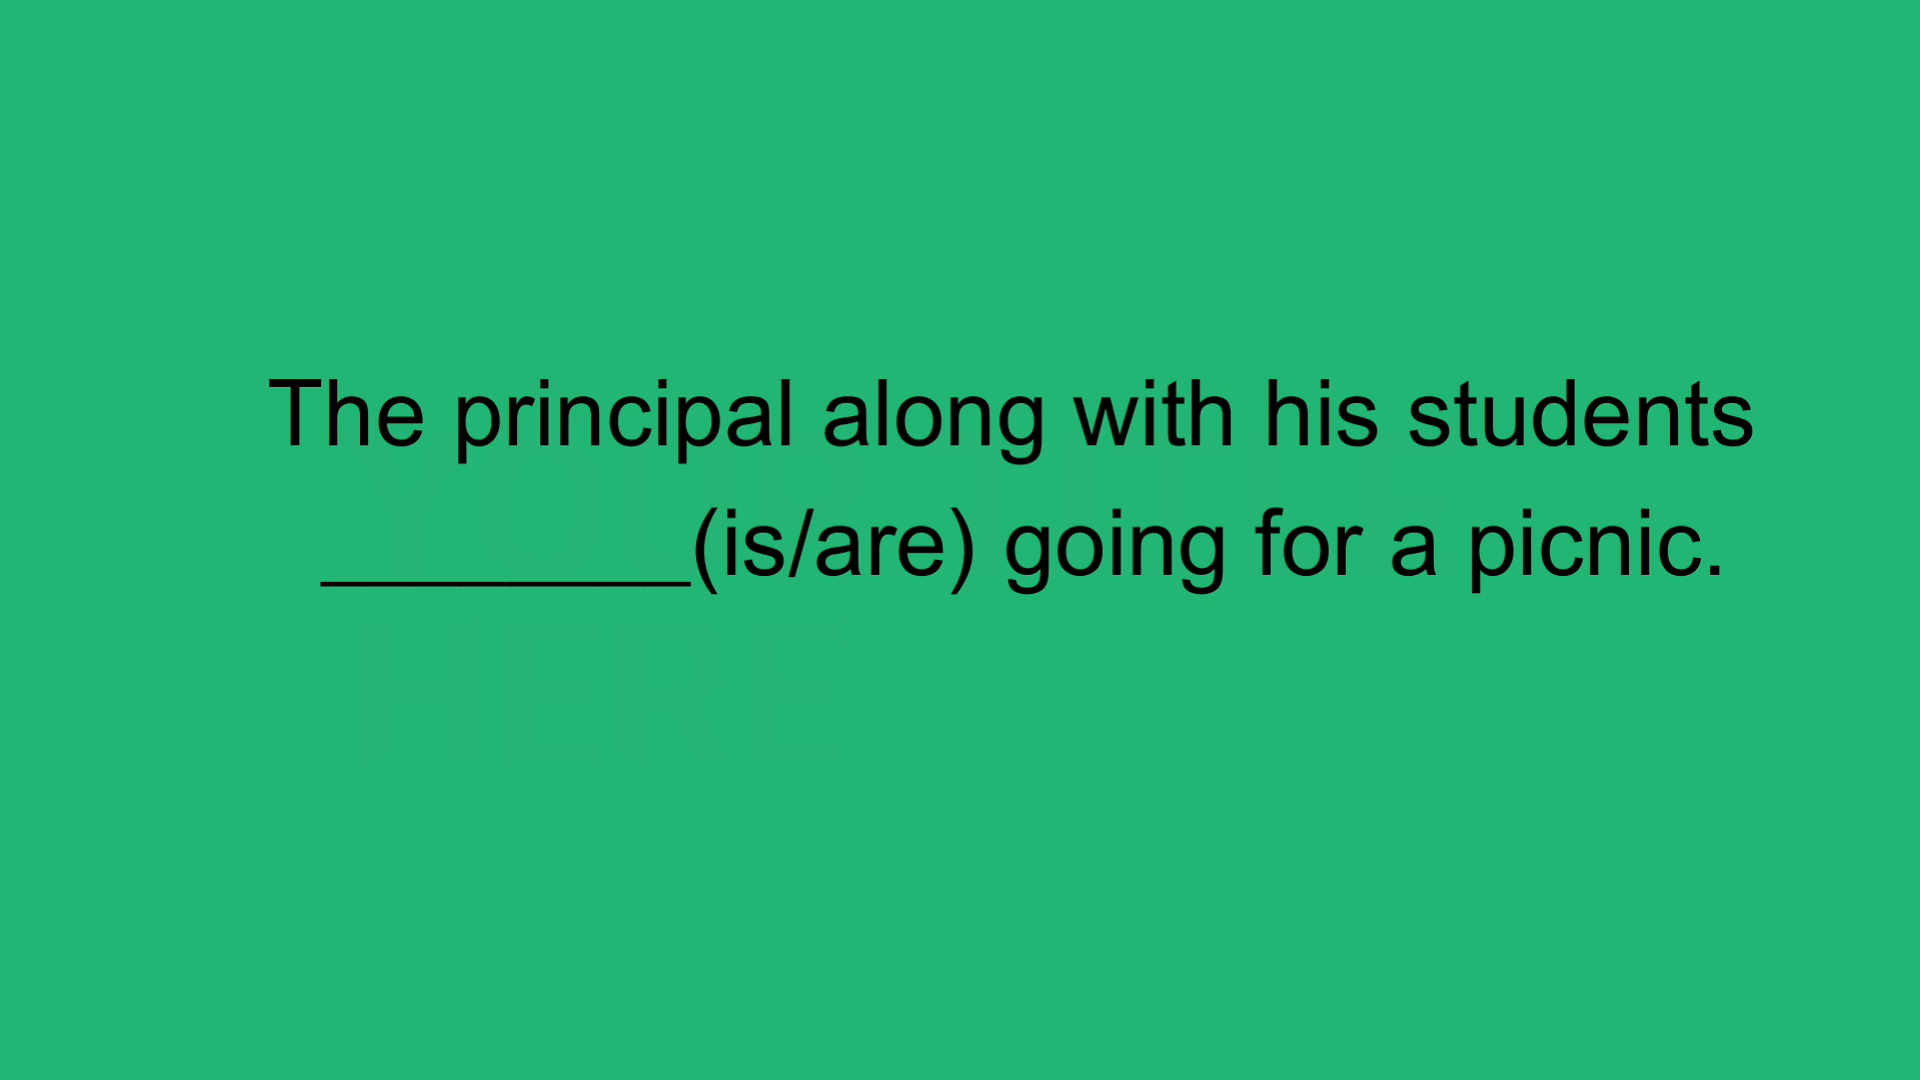 The principal along with his students
________(is/are) going for a picnic.